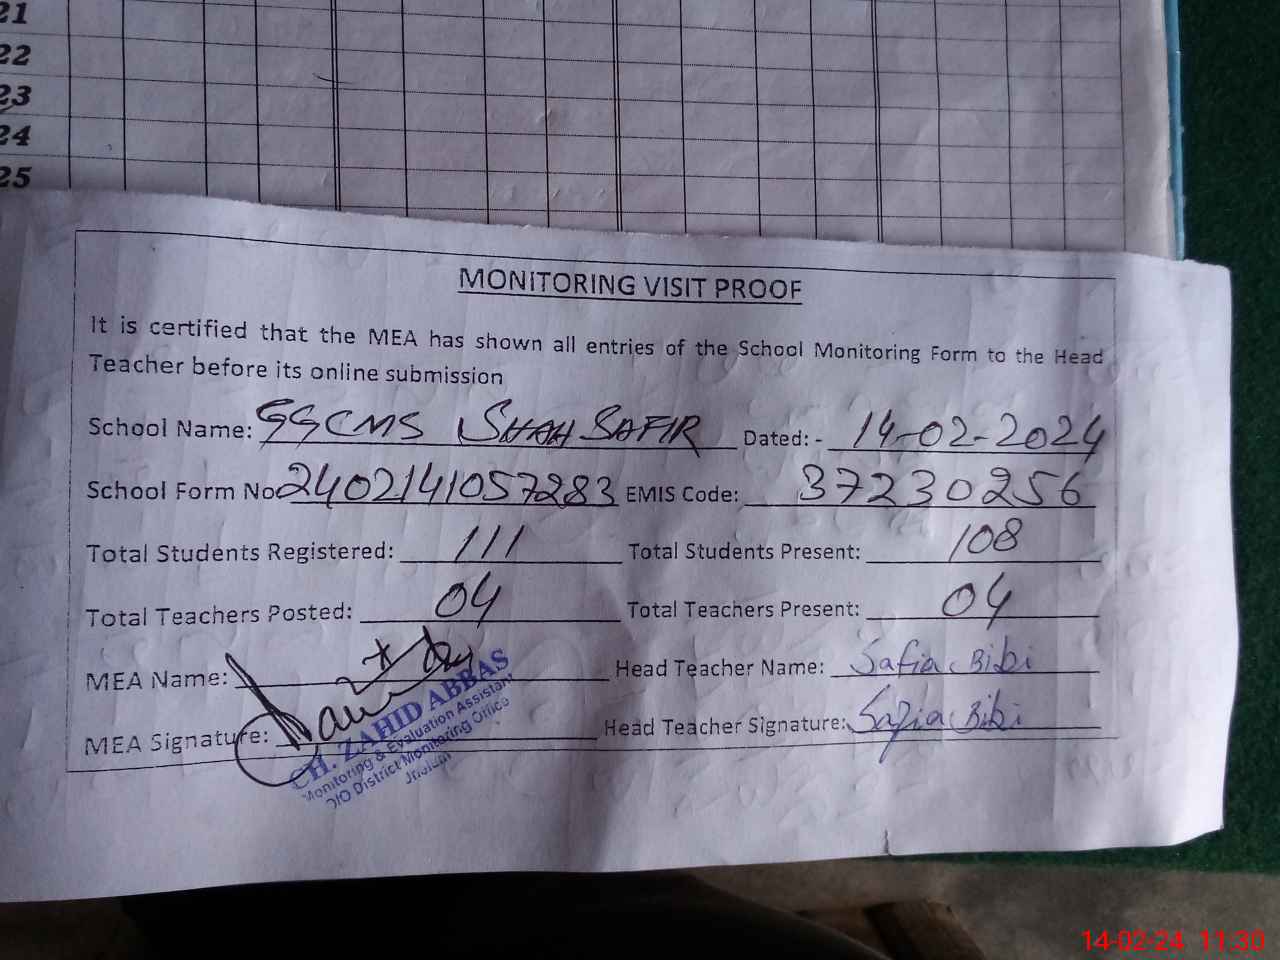 21
22
23
24
25
MONITORING VISIT PROOF
It is certified that the MEA has shown all entries of the School Monitoring Form to the Head
Teacher before its online submission
School Name: GGCMS SHAH SAFIR Dated: - 14-02-2024
School Form No 2402141057283 EMIS Code: 37230256
Total Students Registered: 111 Total Students Present: 108
Total Teachers Posted: 04 Total Teachers Present: 04
MEA Name: Head Teacher Name: Safia Bibi
MEA Signature: Head Teacher Signature: Safia Bibi
CH. ZAHID ABBAS
Monitoring & Evaluation Assistant
O/O District Monitoring Office
Jhelum
14-02-24 11:30